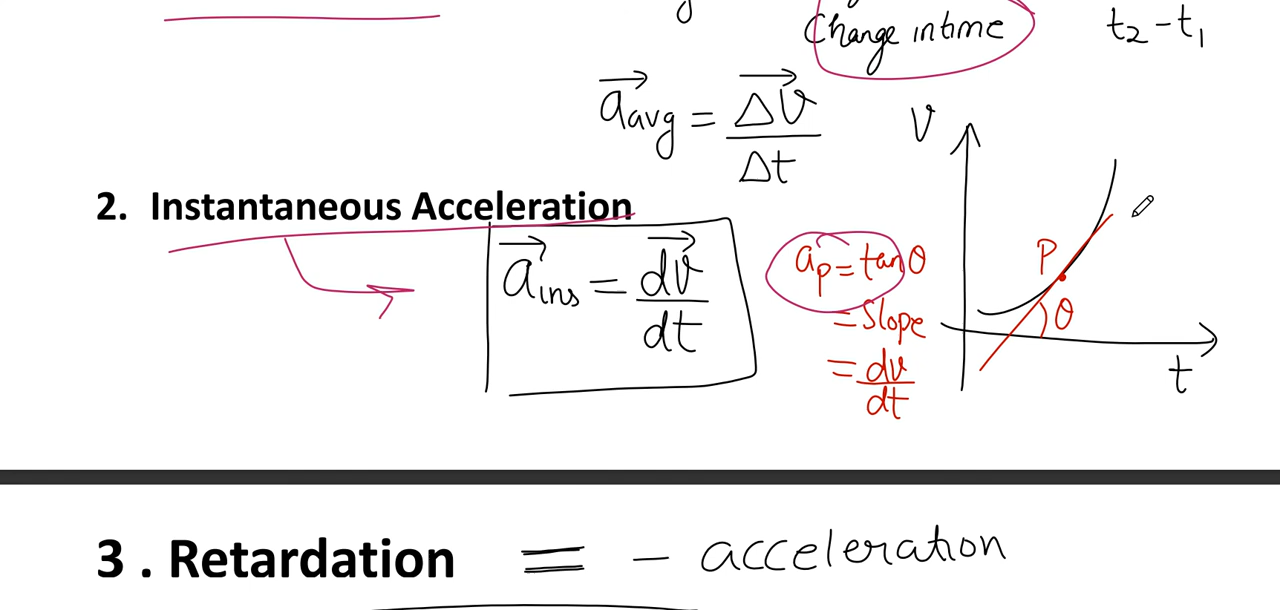 Change in time
t₂ - t₁
a⃗avg = Δv⃗ / Δt
V
2. Instantaneous Acceleration
a⃗ins = dv⃗ / dt
aₚ = tanθ
= Slope
= dv / dt
P
θ
t
3 . Retardation = - acceleration